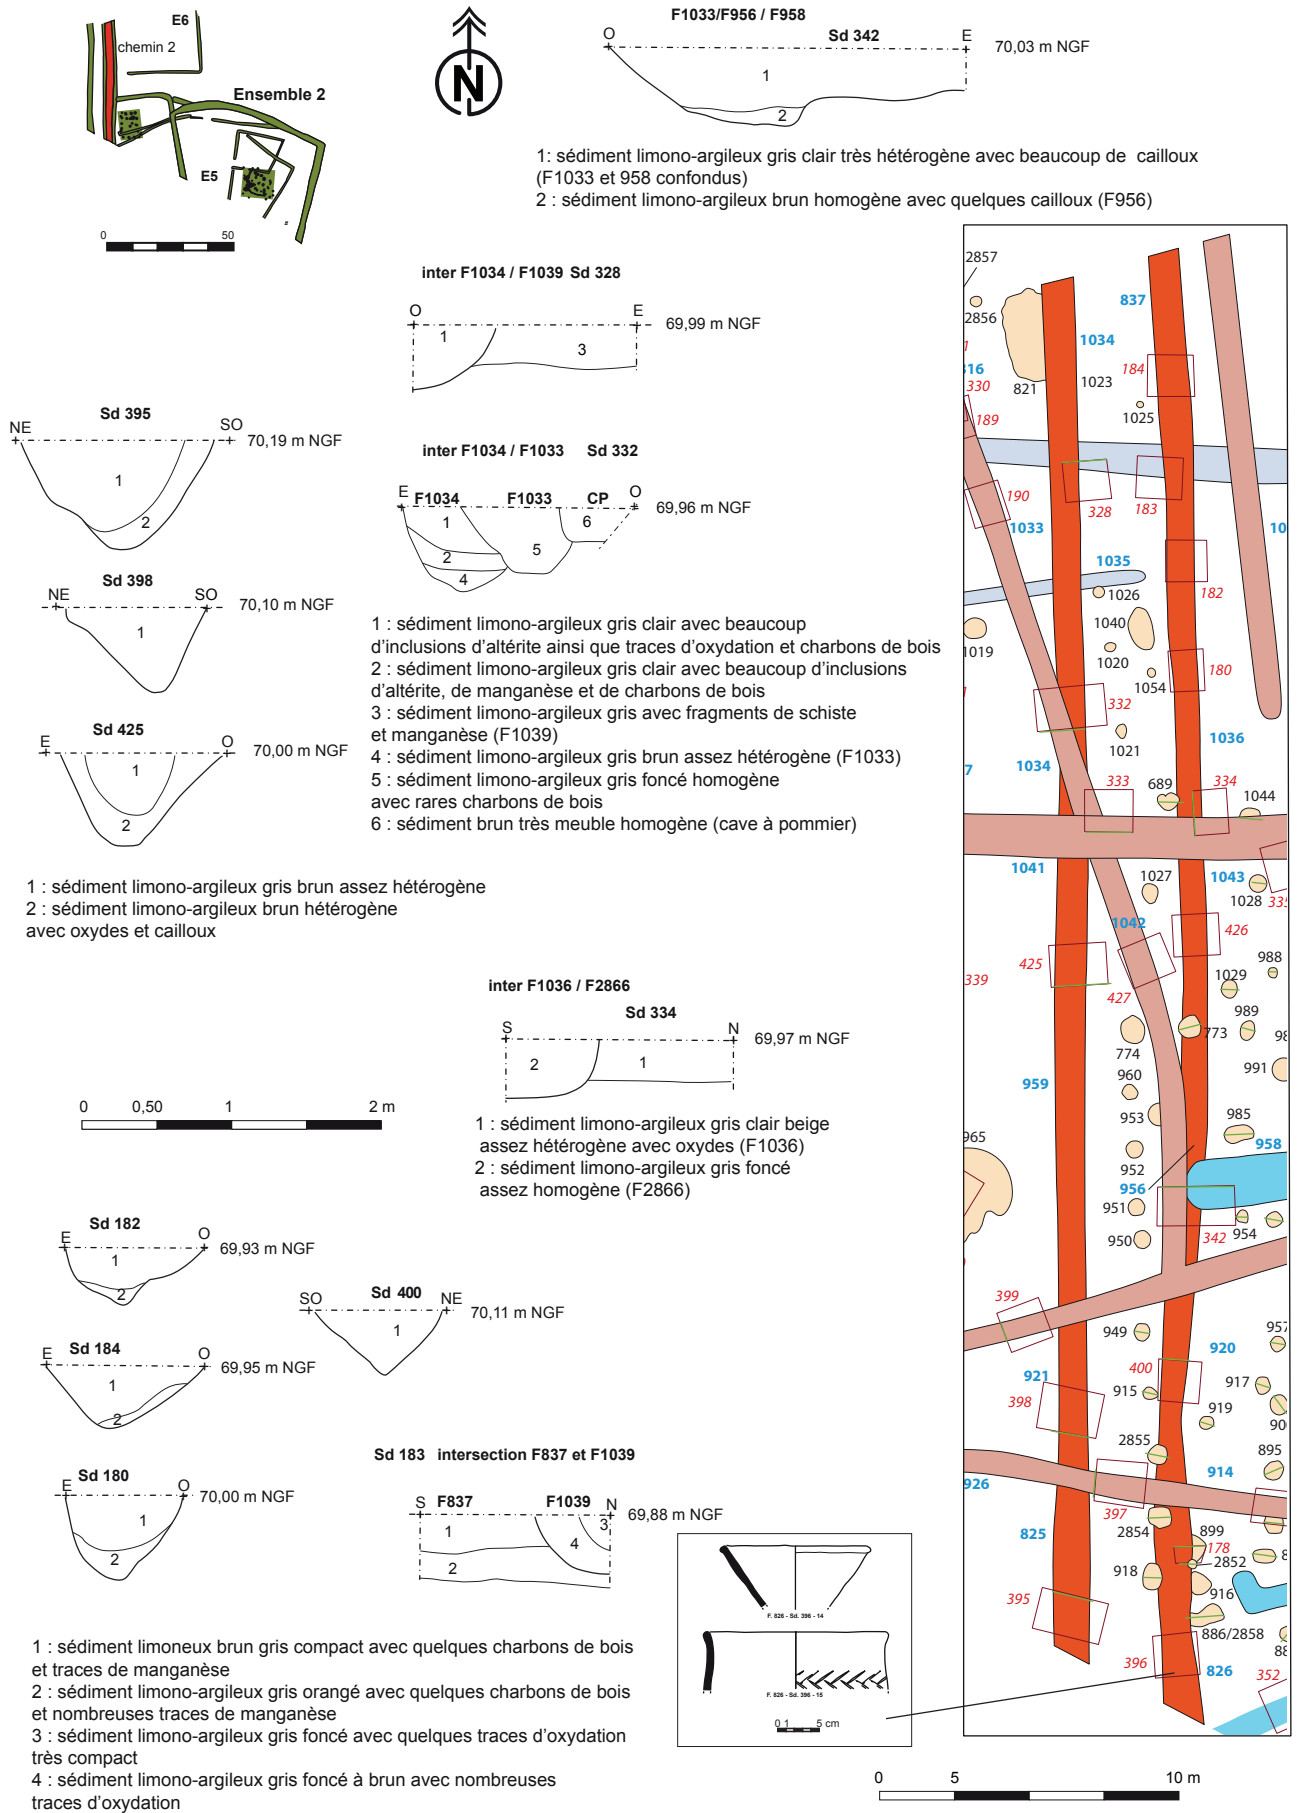 E6
chemin 2
Ensemble 2
E5
0 50
N
F1033/F956 / F958
O Sd 342 E
70,03 m NGF
1
2
1: sédiment limono-argileux gris clair très hétérogène avec beaucoup de cailloux
(F1033 et 958 confondus)
2 : sédiment limono-argileux brun homogène avec quelques cailloux (F956)
inter F1034 / F1039 Sd 328
O E
69,99 m NGF
1
3
Sd 395
NE SO
70,19 m NGF
1
2
inter F1034 / F1033 Sd 332
E F1034 F1033 CP O
69,96 m NGF
1 6
2 5
4
Sd 398
NE SO
70,10 m NGF
1
Sd 425
E O
70,00 m NGF
1
2
1 : sédiment limono-argileux gris clair avec beaucoup
d'inclusions d'altérite ainsi que traces d'oxydation et charbons de bois
2 : sédiment limono-argileux gris clair avec beaucoup d'inclusions
d'altérite, de manganèse et de charbons de bois
3 : sédiment limono-argileux gris avec fragments de schiste
et manganèse (F1039)
4 : sédiment limono-argileux gris brun assez hétérogène (F1033)
5 : sédiment limono-argileux gris foncé homogène
avec rares charbons de bois
6 : sédiment brun très meuble homogène (cave à pommier)
1 : sédiment limono-argileux gris brun assez hétérogène
2 : sédiment limono-argileux brun hétérogène
avec oxydes et cailloux
inter F1036 / F2866
Sd 334
S N
69,97 m NGF
2 1
0 0,50 1 2 m
1 : sédiment limono-argileux gris clair beige
assez hétérogène avec oxydes (F1036)
2 : sédiment limono-argileux gris foncé
assez homogène (F2866)
Sd 182
E O
69,93 m NGF
1
2
Sd 400
SO NE
70,11 m NGF
1
Sd 184
E O
69,95 m NGF
1
2
Sd 180
E O
70,00 m NGF
1
2
Sd 183 intersection F837 et F1039
S F837 F1039 N
69,88 m NGF
1 3
4
2
1 : sédiment limoneux brun gris compact avec quelques charbons de bois
et traces de manganèse
2 : sédiment limono-argileux gris orangé avec quelques charbons de bois
et nombreuses traces de manganèse
3 : sédiment limono-argileux gris foncé avec quelques traces d'oxydation
très compact
4 : sédiment limono-argileux gris foncé à brun avec nombreuses
traces d'oxydation
F. 826 - Sd. 396 - 14
F. 826 - Sd. 396 - 15
0 1 5 cm
2857
837
2856
1034
1
316
184
330
821
1023
189
1025
190
1033
328
183
10
1035
1026
182
1040
1019
1020
180
1054
332
1021
1036
1034
7
333
689
334
1044
1041
1027
1043
1028
335
1042
426
425
339
988
1029
427
989
773
98
774
960
991
959
953
985
965
952
958
956
951
342
954
950
399
949
957
920
400
921
915
917
398
919
90
2855
895
914
926
397
825
2854
899
178
2852
8
918
916
395
886/2858
88
396
826
352
0 5 10 m